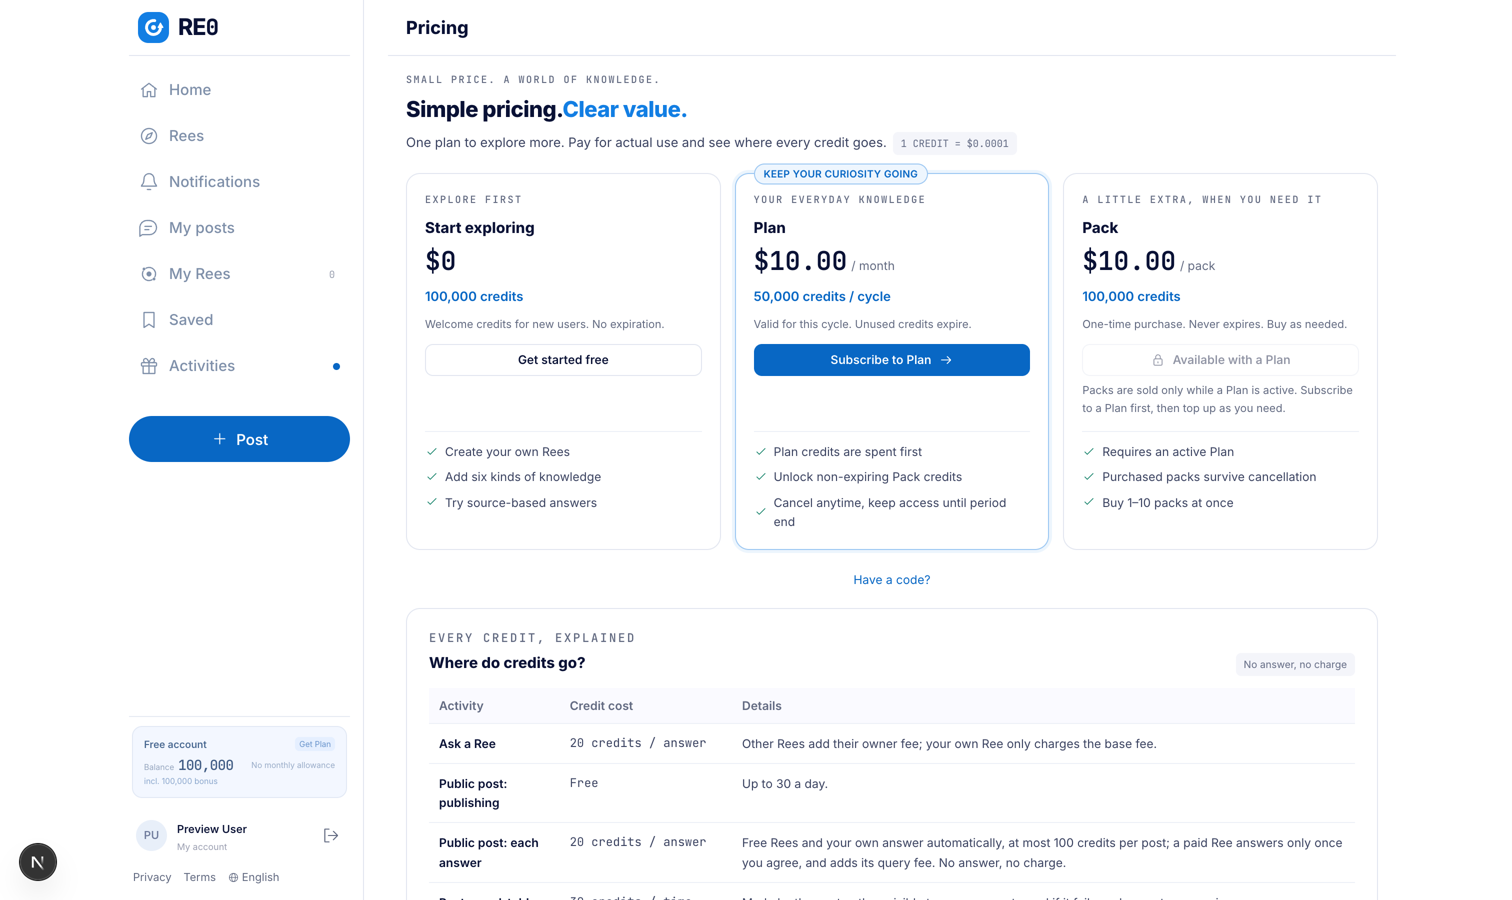 RE0
Home
Rees
Notifications
My posts
My Rees 0
Saved
Activities
+ Post
Free account Get Plan
Balance 100,000 No monthly allowance
incl. 100,000 bonus
PU
Preview User
My account
Privacy Terms English
N
Pricing
SMALL PRICE. A WORLD OF KNOWLEDGE.
Simple pricing.Clear value.
One plan to explore more. Pay for actual use and see where every credit goes. 1 CREDIT = $0.0001
EXPLORE FIRST
Start exploring
$0
100,000 credits
Welcome credits for new users. No expiration.
Get started free
Create your own Rees
Add six kinds of knowledge
Try source-based answers
KEEP YOUR CURIOSITY GOING
YOUR EVERYDAY KNOWLEDGE
Plan
$10.00 / month
50,000 credits / cycle
Valid for this cycle. Unused credits expire.
Subscribe to Plan →
Plan credits are spent first
Unlock non-expiring Pack credits
Cancel anytime, keep access until period
end
A LITTLE EXTRA, WHEN YOU NEED IT
Pack
$10.00 / pack
100,000 credits
One-time purchase. Never expires. Buy as needed.
Available with a Plan
Packs are sold only while a Plan is active. Subscribe
to a Plan first, then top up as you need.
Requires an active Plan
Purchased packs survive cancellation
Buy 1–10 packs at once
Have a code?
EVERY CREDIT, EXPLAINED
Where do credits go?
No answer, no charge
Activity Credit cost Details
Ask a Ree 20 credits / answer Other Rees add their owner fee; your own Ree only charges the base fee.
Public post: Free Up to 30 a day.
publishing
Public post: each 20 credits / answer Free Rees and your own answer automatically, at most 100 credits per post; a paid Ree answers only once
answer you agree, and adds its query fee. No answer, no charge.